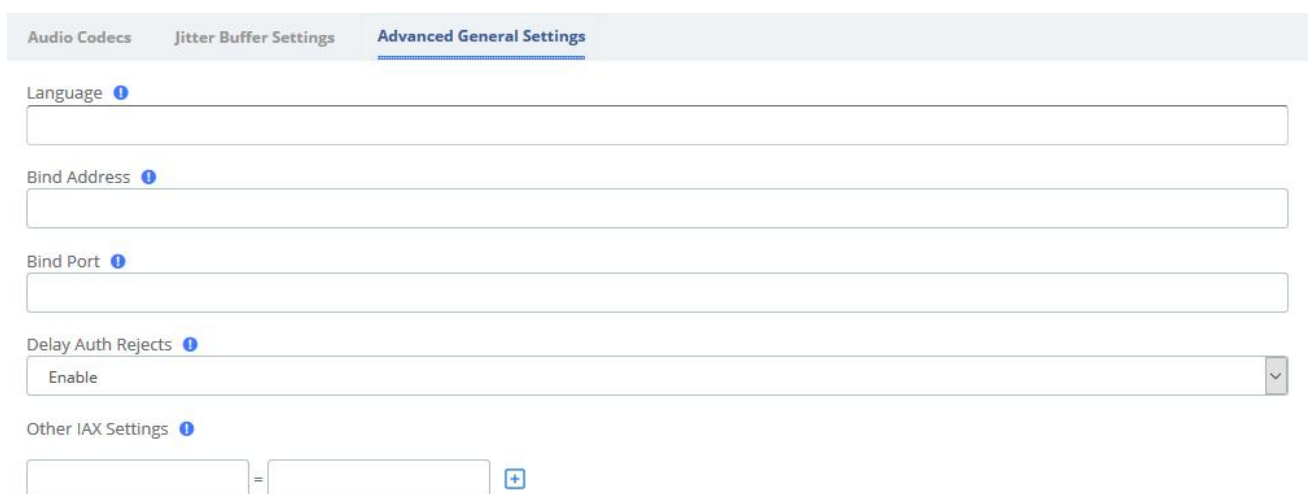 Audio Codecs Jitter Buffer Settings Advanced General Settings
Language
Bind Address
Bind Port
Delay Auth Rejects
Enable
Other IAX Settings
=